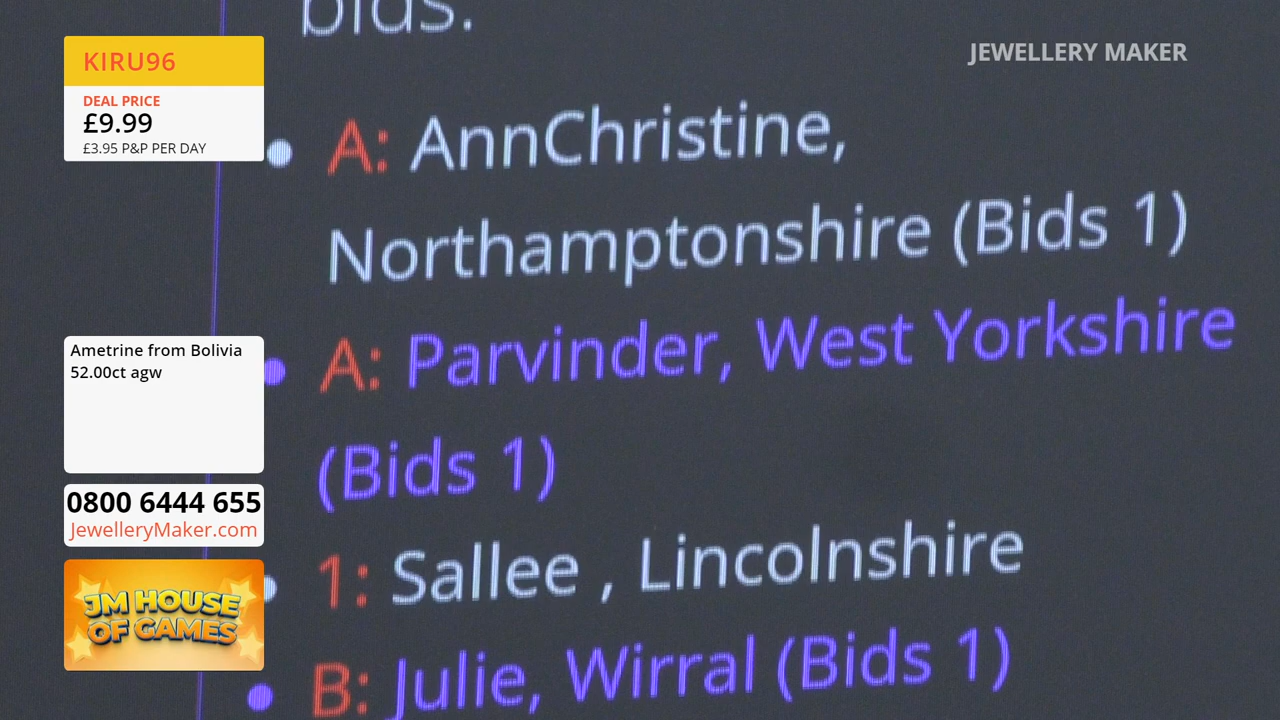 KIRU96
DEAL PRICE
£9.99
£3.95 P&P PER DAY
JEWELLERY MAKER
bids.
A: AnnChristine,
Northamptonshire (Bids 1)
A: Parvinder, West Yorkshire
(Bids 1)
1: Sallee , Lincolnshire
B: Julie, Wirral (Bids 1)
Ametrine from Bolivia
52.00ct agw
0800 6444 655
JewelleryMaker.com
JM HOUSE
OF GAMES